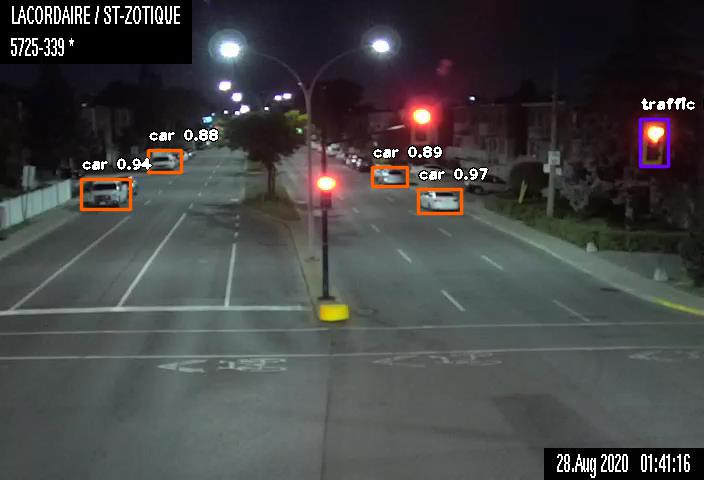 LACORDAIRE / ST-ZOTIQUE
5725-339 *
traffic
car 0.88
car 0.89
car 0.94
car 0.97
28.Aug 2020 01:41:16